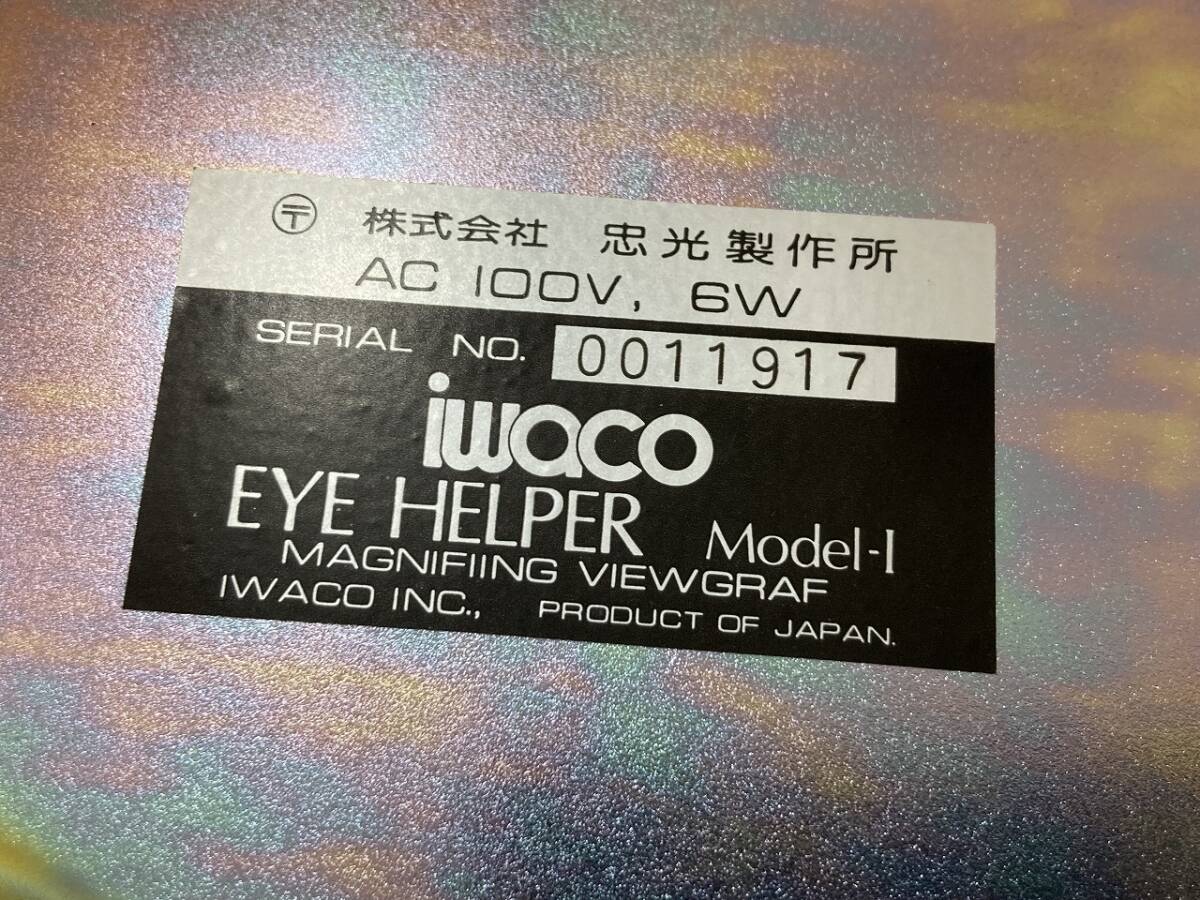 〶 株式会社 忠光製作所
AC 100V, 6W
SERIAL NO. 0011917
iwaco
EYE HELPER Model-I
MAGNIFIING VIEWGRAF
IWACO INC., PRODUCT OF JAPAN.